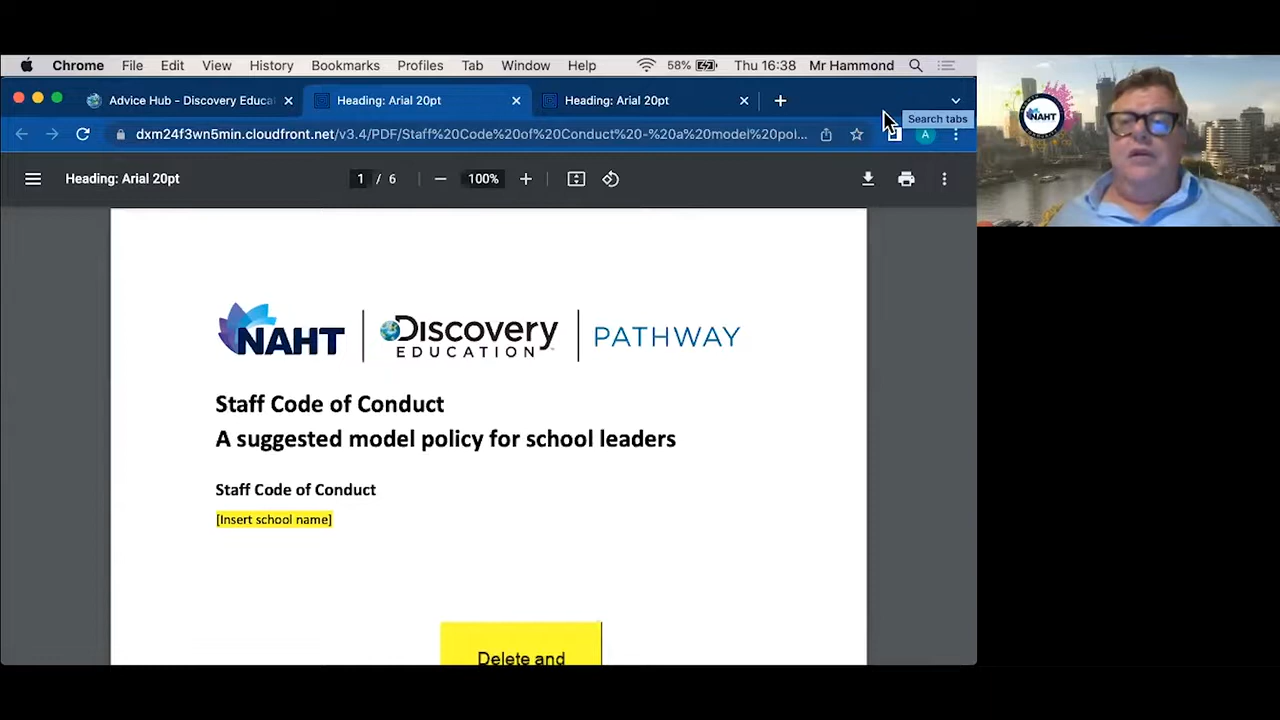 Chrome File Edit View History Bookmarks Profiles Tab Window Help 58% Thu 16:38 Mr Hammond
Advice Hub - Discovery Educa
Heading: Arial 20pt
Heading: Arial 20pt
Search tabs
dxm24f3wn5min.cloudfront.net/v3.4/PDF/Staff%20Code%20of%20Conduct%20-%20a%20model%20pol...
A
Heading: Arial 20pt 1 / 6 100%
NAHT
NAHT Discovery EDUCATION PATHWAY
Staff Code of Conduct
A suggested model policy for school leaders
Staff Code of Conduct
[Insert school name]
Delete and